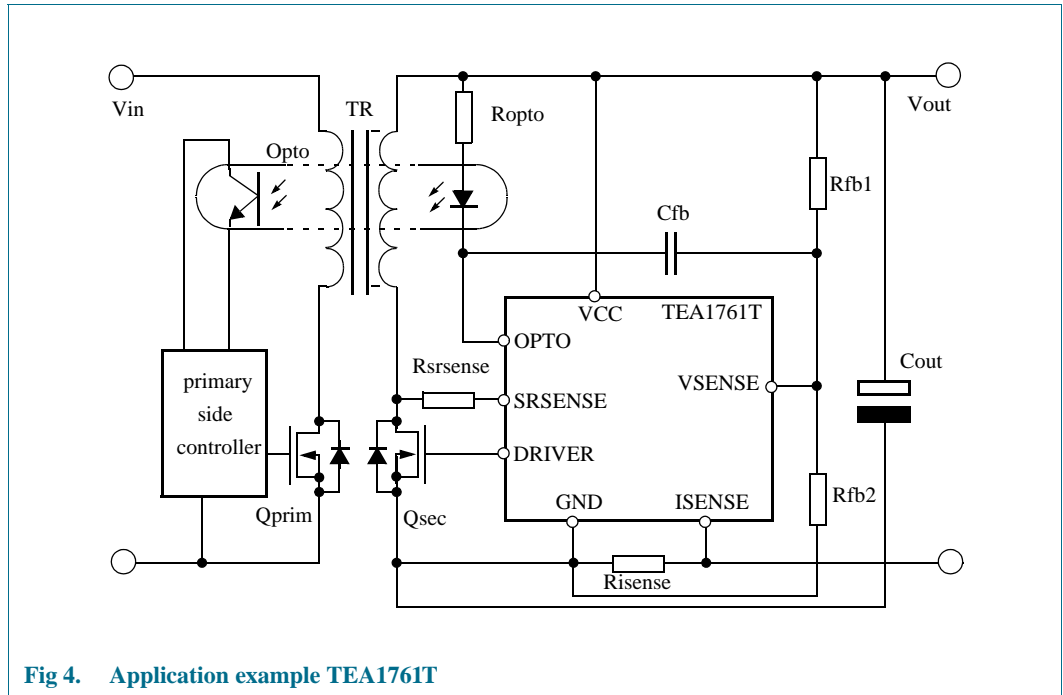 Vin
TR
Ropto
Vout
Opto
Rfb1
Cfb
VCC
TEA1761T
OPTO
Rsrsense
Cout
primary
side
controller
VSENSE
SRSENSE
DRIVER
GND
ISENSE
Rfb2
Qprim
Qsec
Risense
Fig 4. Application example TEA1761T